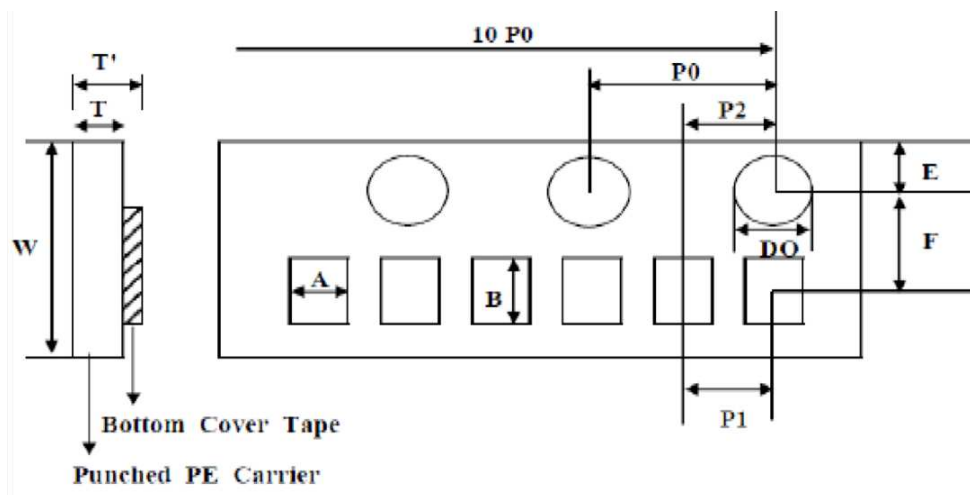 10 P0
T'
P0
T
P2
E
W
DO
F
A
B
P1
Bottom Cover Tape
Punched PE Carrier